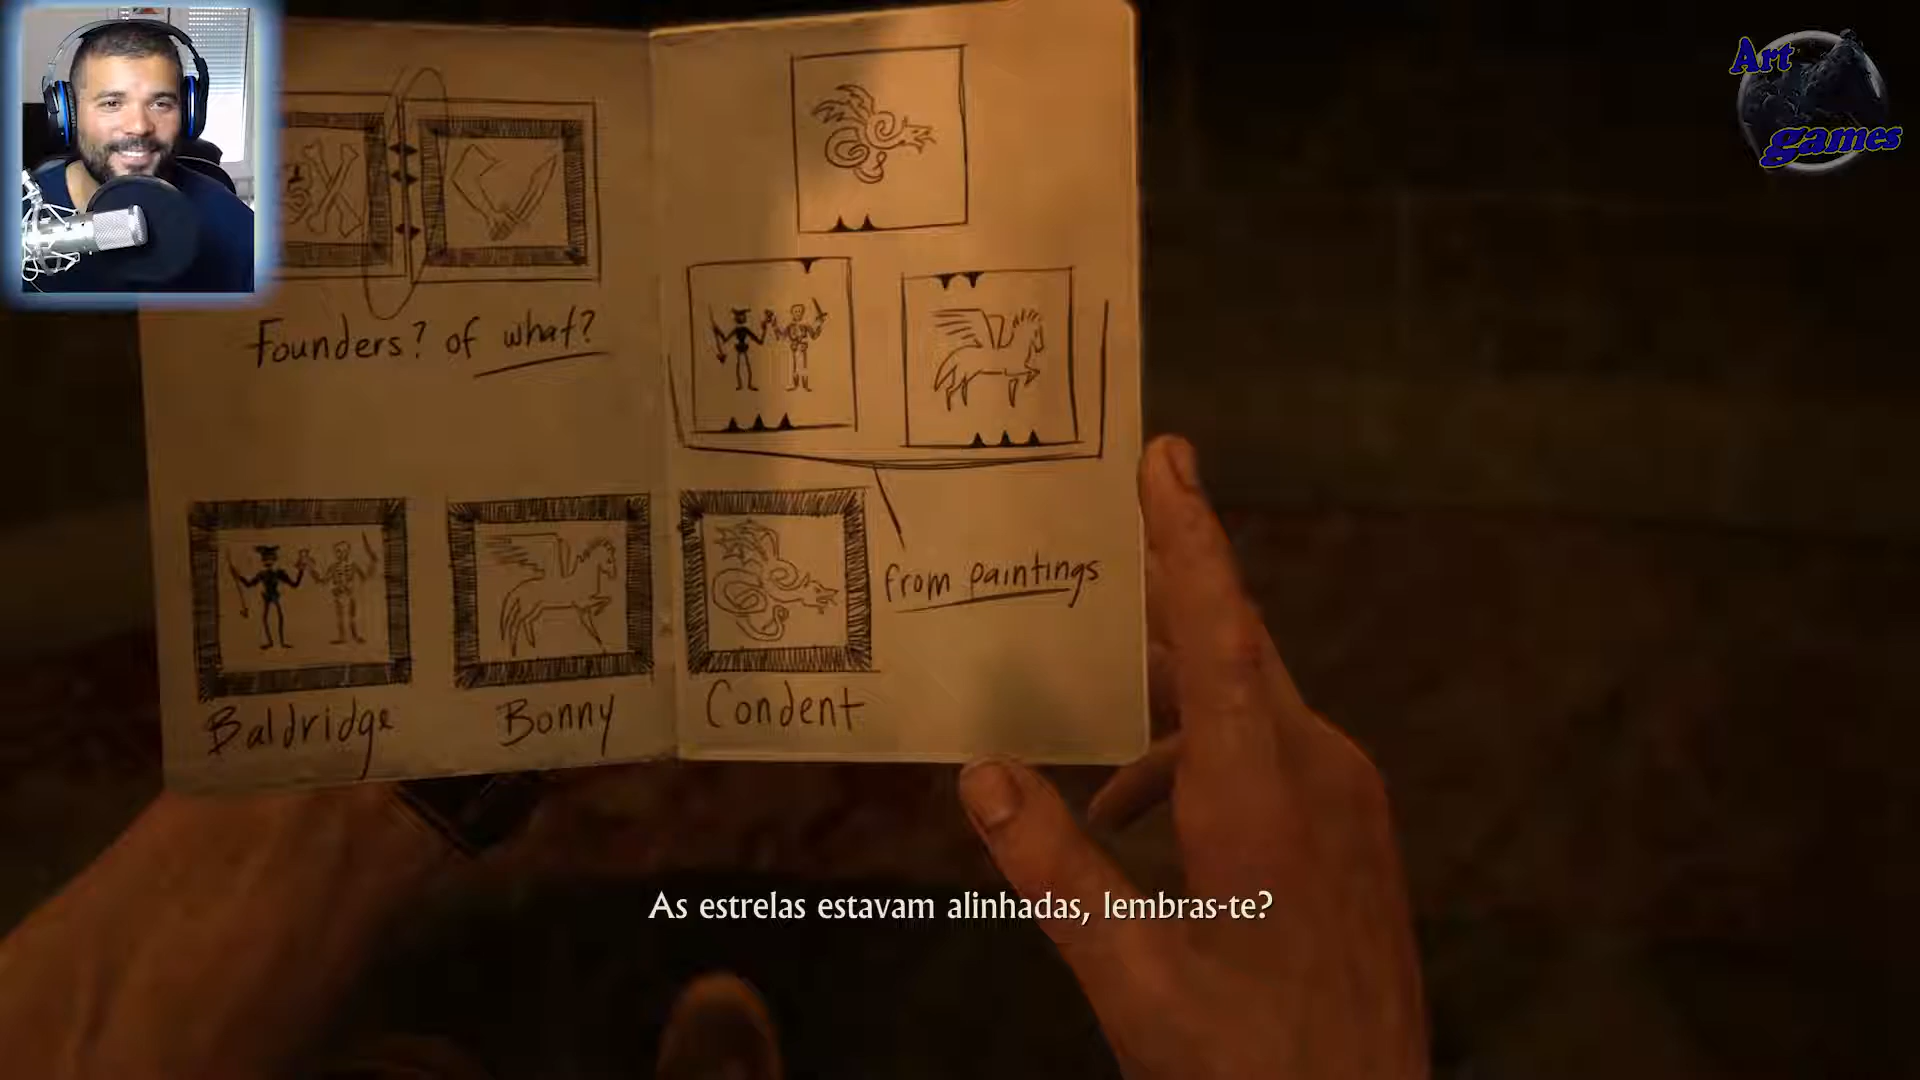 Art
games
Founders? of what?
from paintings
Baldridge
Bonny
Condent
As estrelas estavam alinhadas, lembras-te?